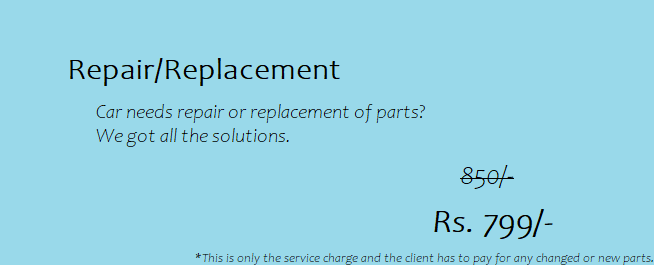 Repair/Replacement
Car needs repair or replacement of parts?
We got all the solutions.
850/-
Rs. 799/-
*This is only the service charge and the client has to pay for any changed or new parts.